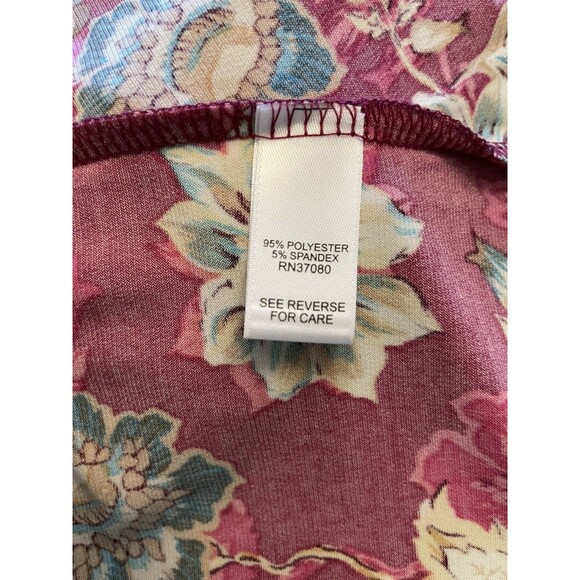 95% POLYESTER
5% SPANDEX
RN37080
SEE REVERSE
FOR CARE